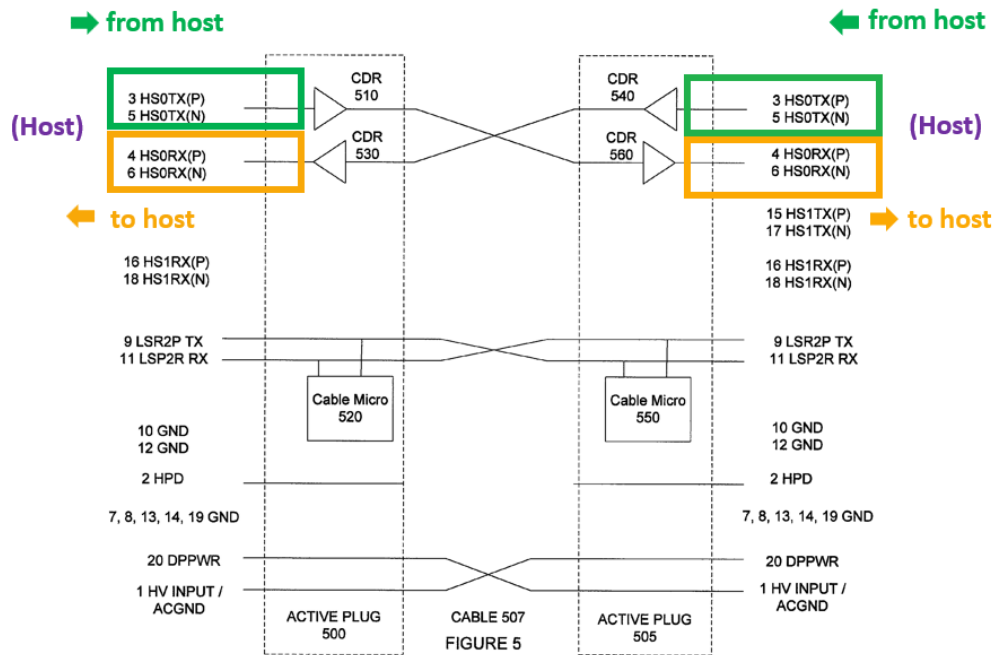 from host
from host
CDR
510
CDR
540
3 HS0TX(P)
5 HS0TX(N)
3 HS0TX(P)
5 HS0TX(N)
(Host)
(Host)
CDR
530
CDR
560
4 HS0RX(P)
6 HS0RX(N)
4 HS0RX(P)
6 HS0RX(N)
to host
15 HS1TX(P)
17 HS1TX(N)
to host
16 HS1RX(P)
18 HS1RX(N)
16 HS1RX(P)
18 HS1RX(N)
9 LSR2P TX
11 LSP2R RX
9 LSR2P TX
11 LSP2R RX
Cable Micro
520
Cable Micro
550
10 GND
12 GND
10 GND
12 GND
2 HPD
2 HPD
7, 8, 13, 14, 19 GND
7, 8, 13, 14, 19 GND
20 DPPWR
20 DPPWR
1 HV INPUT /
ACGND
1 HV INPUT /
ACGND
ACTIVE PLUG
500
CABLE 507
ACTIVE PLUG
505
FIGURE 5